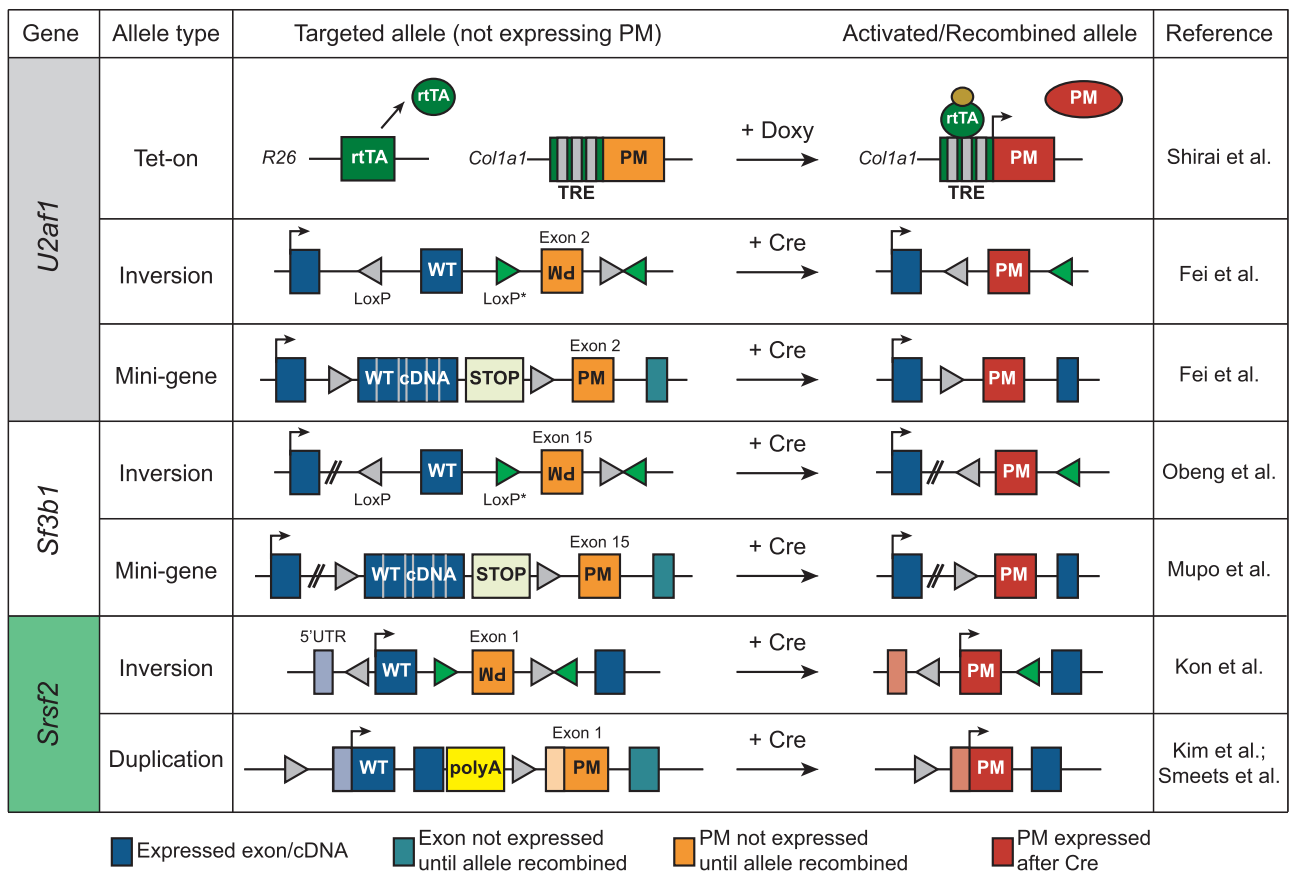 Gene Allele type Targeted allele (not expressing PM) Activated/Recombined allele Reference
U2af1
Tet-on
R26 rtTA rtTA
Col1a1 PM
TRE
+ Doxy
rtTA PM
Col1a1 PM
TRE
Shirai et al.
Inversion
Exon 2
WT PM
LoxP LoxP*
+ Cre
PM
Fei et al.
Mini-gene
Exon 2
WT cDNA STOP PM
+ Cre
PM
Fei et al.
Sf3b1
Inversion
Exon 15
WT PM
LoxP LoxP*
+ Cre
PM
Obeng et al.
Mini-gene
Exon 15
WT cDNA STOP PM
+ Cre
PM
Mupo et al.
Srsf2
Inversion
5'UTR Exon 1
WT PM
+ Cre
PM
Kon et al.
Duplication
Exon 1
WT polyA PM
+ Cre
PM
Kim et al.;
Smeets et al.
Expressed exon/cDNA
Exon not expressed
until allele recombined
PM not expressed
until allele recombined
PM expressed
after Cre